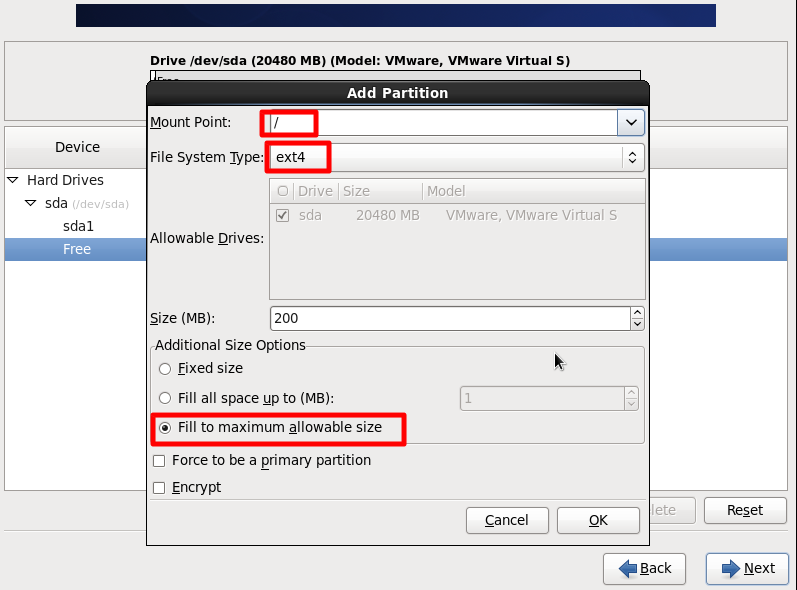 Drive /dev/sda (20480 MB) (Model: VMware, VMware Virtual S)
Free
Add Partition
Mount Point: /
File System Type: ext4
Device
Hard Drives
sda (/dev/sda)
sda1
Free
Allowable Drives:
Drive Size Model
sda 20480 MB VMware, VMware Virtual S
Size (MB): 200
Additional Size Options
Fixed size
Fill all space up to (MB): 1
Fill to maximum allowable size
Force to be a primary partition
Encrypt
Cancel OK
lete Reset
Back Next